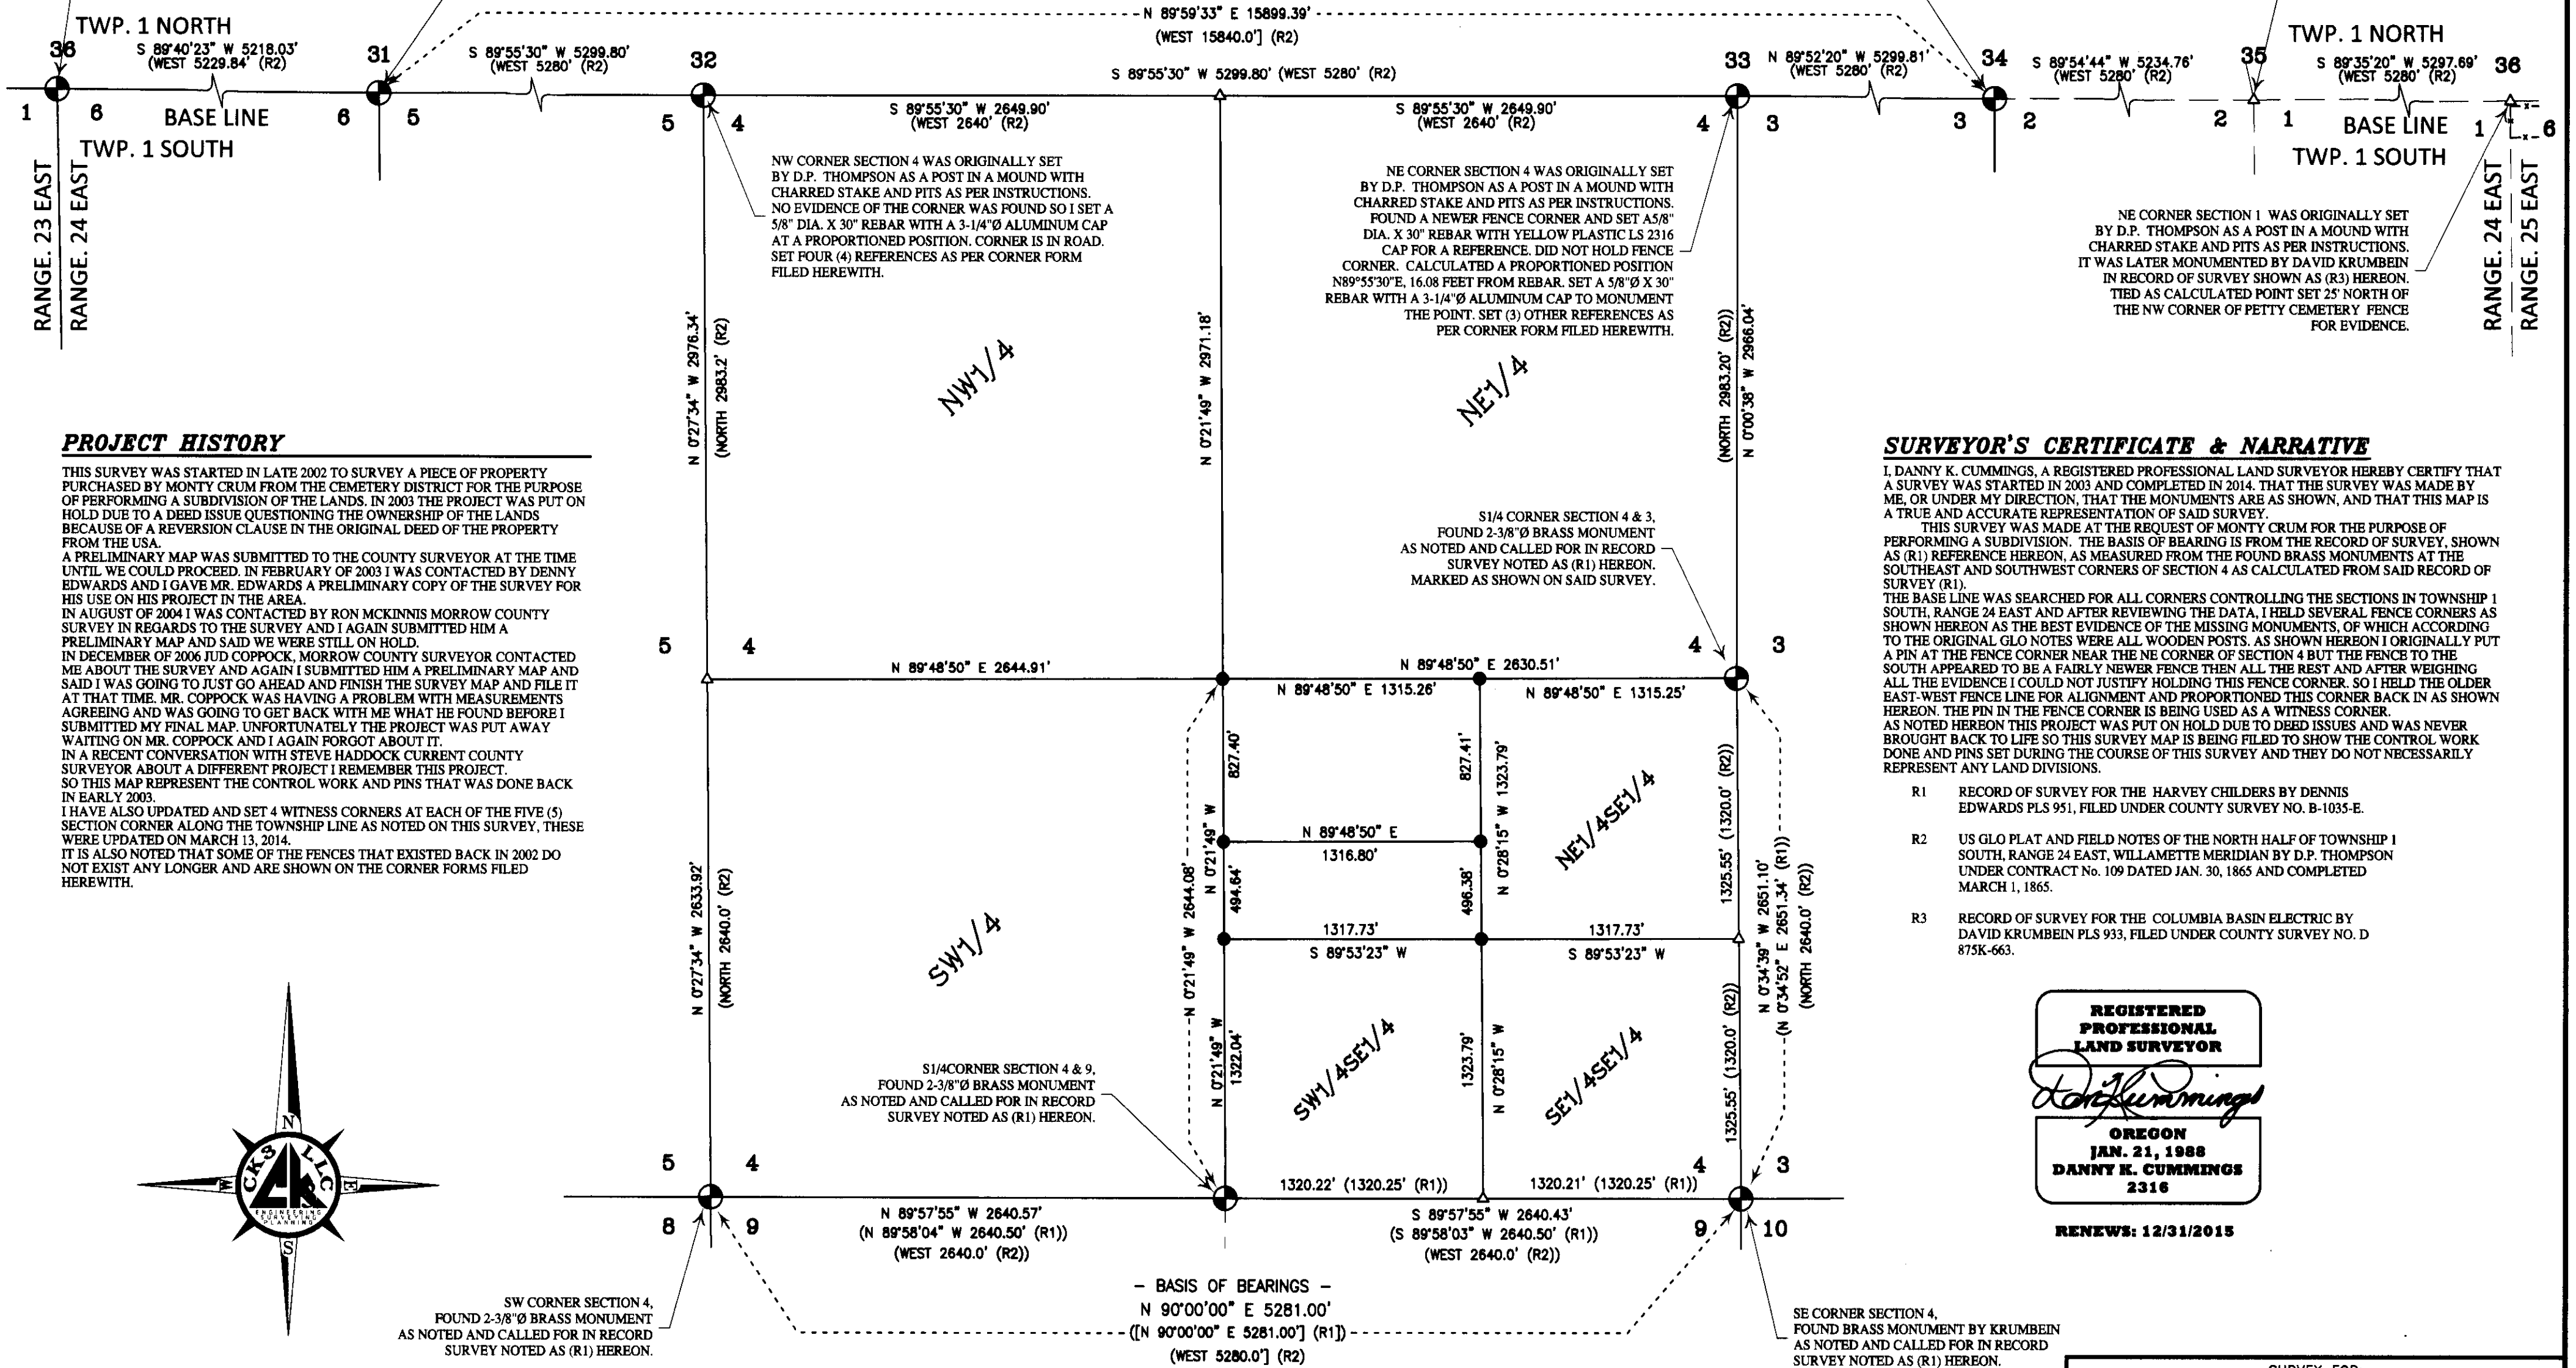 TWP. 1 NORTH
36
S 89°40'23" W 5218.03'
(WEST 5229.84' (R2)
31
S 89°55'30" W 5299.80'
(WEST 5280' (R2)
32
N 89°59'33" E 15899.39'
(WEST 15840.0'] (R2)
S 89°55'30" W 5299.80' (WEST 5280' (R2)
33
N 89°52'20" W 5299.81'
(WEST 5280' (R2)
34
S 89°54'44" W 5234.76'
(WEST 5280' (R2)
35
TWP. 1 NORTH
S 89°35'20" W 5297.69'
(WEST 5280' (R2)
36
1 6
BASE LINE
6 5
5 4
S 89°55'30" W 2649.90'
(WEST 2640' (R2)
S 89°55'30" W 2649.90'
(WEST 2640' (R2)
4 3
3 2
2 1
BASE LINE
1 6
TWP. 1 SOUTH
TWP. 1 SOUTH
RANGE. 23 EAST
RANGE. 24 EAST
RANGE. 24 EAST
RANGE. 25 EAST
NW CORNER SECTION 4 WAS ORIGINALLY SET
BY D.P. THOMPSON AS A POST IN A MOUND WITH
CHARRED STAKE AND PITS AS PER INSTRUCTIONS.
NO EVIDENCE OF THE CORNER WAS FOUND SO I SET A
5/8" DIA. X 30" REBAR WITH A 3-1/4"Ø ALUMINUM CAP
AT A PROPORTIONED POSITION. CORNER IS IN ROAD.
SET FOUR (4) REFERENCES AS PER CORNER FORM
FILED HEREWITH.
NE CORNER SECTION 4 WAS ORIGINALLY SET
BY D.P. THOMPSON AS A POST IN A MOUND WITH
CHARRED STAKE AND PITS AS PER INSTRUCTIONS.
FOUND A NEWER FENCE CORNER AND SET A5/8"
DIA. X 30" REBAR WITH YELLOW PLASTIC LS 2316
CAP FOR A REFERENCE. DID NOT HOLD FENCE
CORNER. CALCULATED A PROPORTIONED POSITION
N89°55'30"E, 16.08 FEET FROM REBAR. SET A 5/8"Ø X 30"
REBAR WITH A 3-1/4"Ø ALUMINUM CAP TO MONUMENT
THE POINT. SET (3) OTHER REFERENCES AS
PER CORNER FORM FILED HEREWITH.
NE CORNER SECTION 1 WAS ORIGINALLY SET
BY D.P. THOMPSON AS A POST IN A MOUND WITH
CHARRED STAKE AND PITS AS PER INSTRUCTIONS.
IT WAS LATER MONUMENTED BY DAVID KRUMBEIN
IN RECORD OF SURVEY SHOWN AS (R3) HEREON.
TIED AS CALCULATED POINT SET 25' NORTH OF
THE NW CORNER OF PETTY CEMETERY FENCE
FOR EVIDENCE.
N 0°27'34" W 2976.34'
(NORTH 2983.2' (R2)
N 0°21'49" W 2971.18'
(NORTH 2983.20' (R2))
N 0°00'38" W 2966.04'
NW1/4
NE1/4
PROJECT HISTORY
THIS SURVEY WAS STARTED IN LATE 2002 TO SURVEY A PIECE OF PROPERTY
PURCHASED BY MONTY CRUM FROM THE CEMETERY DISTRICT FOR THE PURPOSE
OF PERFORMING A SUBDIVISION OF THE LANDS. IN 2003 THE PROJECT WAS PUT ON
HOLD DUE TO A DEED ISSUE QUESTIONING THE OWNERSHIP OF THE LANDS
BECAUSE OF A REVERSION CLAUSE IN THE ORIGINAL DEED OF THE PROPERTY
FROM THE USA.
A PRELIMINARY MAP WAS SUBMITTED TO THE COUNTY SURVEYOR AT THE TIME
UNTIL WE COULD PROCEED. IN FEBRUARY OF 2003 I WAS CONTACTED BY DENNY
EDWARDS AND I GAVE MR. EDWARDS A PRELIMINARY COPY OF THE SURVEY FOR
HIS USE ON HIS PROJECT IN THE AREA.
IN AUGUST OF 2004 I WAS CONTACTED BY RON MCKINNIS MORROW COUNTY
SURVEY IN REGARDS TO THE SURVEY AND I AGAIN SUBMITTED HIM A
PRELIMINARY MAP AND SAID WE WERE STILL ON HOLD.
IN DECEMBER OF 2006 JUD COPPOCK, MORROW COUNTY SURVEYOR CONTACTED
ME ABOUT THE SURVEY AND AGAIN I SUBMITTED HIM A PRELIMINARY MAP AND
SAID I WAS GOING TO JUST GO AHEAD AND FINISH THE SURVEY MAP AND FILE IT
AT THAT TIME. MR. COPPOCK WAS HAVING A PROBLEM WITH MEASUREMENTS
AGREEING AND WAS GOING TO GET BACK WITH ME WHAT HE FOUND BEFORE I
SUBMITTED MY FINAL MAP. UNFORTUNATELY THE PROJECT WAS PUT AWAY
WAITING ON MR. COPPOCK AND I AGAIN FORGOT ABOUT IT.
IN A RECENT CONVERSATION WITH STEVE HADDOCK CURRENT COUNTY
SURVEYOR ABOUT A DIFFERENT PROJECT I REMEMBER THIS PROJECT.
SO THIS MAP REPRESENT THE CONTROL WORK AND PINS THAT WAS DONE BACK
IN EARLY 2003.
I HAVE ALSO UPDATED AND SET 4 WITNESS CORNERS AT EACH OF THE FIVE (5)
SECTION CORNER ALONG THE TOWNSHIP LINE AS NOTED ON THIS SURVEY, THESE
WERE UPDATED ON MARCH 13, 2014.
IT IS ALSO NOTED THAT SOME OF THE FENCES THAT EXISTED BACK IN 2002 DO
NOT EXIST ANY LONGER AND ARE SHOWN ON THE CORNER FORMS FILED
HEREWITH.
SURVEYOR'S CERTIFICATE & NARRATIVE
I, DANNY K. CUMMINGS, A REGISTERED PROFESSIONAL LAND SURVEYOR HEREBY CERTIFY THAT
A SURVEY WAS STARTED IN 2003 AND COMPLETED IN 2014. THAT THE SURVEY WAS MADE BY
ME, OR UNDER MY DIRECTION, THAT THE MONUMENTS ARE AS SHOWN, AND THAT THIS MAP IS
A TRUE AND ACCURATE REPRESENTATION OF SAID SURVEY.
THIS SURVEY WAS MADE AT THE REQUEST OF MONTY CRUM FOR THE PURPOSE OF
PERFORMING A SUBDIVISION. THE BASIS OF BEARING IS FROM THE RECORD OF SURVEY, SHOWN
AS (R1) REFERENCE HEREON, AS MEASURED FROM THE FOUND BRASS MONUMENTS AT THE
SOUTHEAST AND SOUTHWEST CORNERS OF SECTION 4 AS CALCULATED FROM SAID RECORD OF
SURVEY (R1).
THE BASE LINE WAS SEARCHED FOR ALL CORNERS CONTROLLING THE SECTIONS IN TOWNSHIP 1
SOUTH, RANGE 24 EAST AND AFTER REVIEWING THE DATA, I HELD SEVERAL FENCE CORNERS AS
SHOWN HEREON AS THE BEST EVIDENCE OF THE MISSING MONUMENTS, OF WHICH ACCORDING
TO THE ORIGINAL GLO NOTES WERE ALL WOODEN POSTS. AS SHOWN HEREON I ORIGINALLY PUT
A PIN AT THE FENCE CORNER NEAR THE NE CORNER OF SECTION 4 BUT THE FENCE TO THE
SOUTH APPEARED TO BE A FAIRLY NEWER FENCE THEN ALL THE REST AND AFTER WEIGHING
ALL THE EVIDENCE I COULD NOT JUSTIFY HOLDING THIS FENCE CORNER. SO I HELD THE OLDER
EAST-WEST FENCE LINE FOR ALIGNMENT AND PROPORTIONED THIS CORNER BACK IN AS SHOWN
HEREON. THE PIN IN THE FENCE CORNER IS BEING USED AS A WITNESS CORNER.
AS NOTED HEREON THIS PROJECT WAS PUT ON HOLD DUE TO DEED ISSUES AND WAS NEVER
BROUGHT BACK TO LIFE SO THIS SURVEY MAP IS BEING FILED TO SHOW THE CONTROL WORK
DONE AND PINS SET DURING THE COURSE OF THIS SURVEY AND THEY DO NOT NECESSARILY
REPRESENT ANY LAND DIVISIONS.
R1 RECORD OF SURVEY FOR THE HARVEY CHILDERS BY DENNIS
EDWARDS PLS 951, FILED UNDER COUNTY SURVEY NO. B-1035-E.
R2 US GLO PLAT AND FIELD NOTES OF THE NORTH HALF OF TOWNSHIP 1
SOUTH, RANGE 24 EAST, WILLAMETTE MERIDIAN BY D.P. THOMPSON
UNDER CONTRACT No. 109 DATED JAN. 30, 1865 AND COMPLETED
MARCH 1, 1865.
R3 RECORD OF SURVEY FOR THE COLUMBIA BASIN ELECTRIC BY
DAVID KRUMBEIN PLS 933, FILED UNDER COUNTY SURVEY NO. D
875K-663.
S1/4 CORNER SECTION 4 & 3,
FOUND 2-3/8"Ø BRASS MONUMENT
AS NOTED AND CALLED FOR IN RECORD
SURVEY NOTED AS (R1) HEREON.
MARKED AS SHOWN ON SAID SURVEY.
5 4
N 89°48'50" E 2644.91'
N 89°48'50" E 2630.51'
4 3
N 89°48'50" E 1315.26'
N 89°48'50" E 1315.25'
827.40'
827.41'
N 0°28'15" W 1323.79'
N 0°21'49" W
N 89°48'50" E
1316.80'
494.64'
496.38'
NE1/4SE1/4
1325.55' (1320.0' (R2))
N 0°21'49" W 2644.08'
N 0°34'39" W 2651.10'
(N 0°34'52" E 2651.34' (R1))
(NORTH 2640.0' (R2))
1317.73'
S 89°53'23" W
1317.73'
S 89°53'23" W
N 0°27'34" W 2633.92'
(NORTH 2640.0' (R2)
SW1/4
N 0°21'49" W
1322.04'
SW1/4SE1/4
1323.79'
N 0°28'15" W
SE1/4SE1/4
1325.55' (1320.0' (R2))
S1/4CORNER SECTION 4 & 9,
FOUND 2-3/8"Ø BRASS MONUMENT
AS NOTED AND CALLED FOR IN RECORD
SURVEY NOTED AS (R1) HEREON.
5 4
8 9
1320.22' (1320.25' (R1))
1320.21' (1320.25' (R1))
4 3
9 10
N 89°57'55" W 2640.57'
(N 89°58'04" W 2640.50' (R1))
(WEST 2640.0' (R2))
S 89°57'55" W 2640.43'
(S 89°58'03" W 2640.50' (R1))
(WEST 2640.0' (R2))
- BASIS OF BEARINGS -
N 90°00'00" E 5281.00'
([N 90°00'00" E 5281.00'] (R1])
(WEST 5280.0'] (R2)
SW CORNER SECTION 4,
FOUND 2-3/8"Ø BRASS MONUMENT
AS NOTED AND CALLED FOR IN RECORD
SURVEY NOTED AS (R1) HEREON.
SE CORNER SECTION 4,
FOUND BRASS MONUMENT BY KRUMBEIN
AS NOTED AND CALLED FOR IN RECORD
SURVEY NOTED AS (R1) HEREON.
N
W
E
S
CK3 LLC
ENGINEERING
SURVEYING
PLANNING
REGISTERED
PROFESSIONAL
LAND SURVEYOR
OREGON
JAN. 21, 1988
DANNY K. CUMMINGS
2316
RENEWS: 12/31/2015
SURVEY FOR